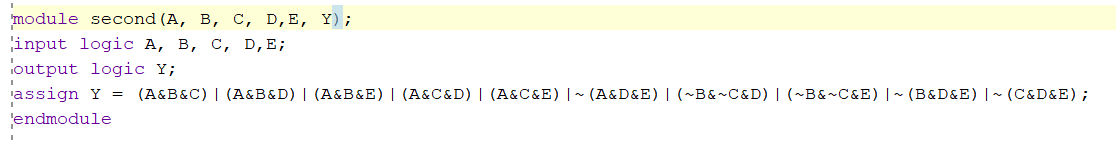 module second(A, B, C, D,E, Y);
input logic A, B, C, D,E;
output logic Y;
assign Y = (A&B&C)|(A&B&D)|(A&B&E)|(A&C&D)|(A&C&E)|~(A&D&E)|(~B&~C&D)|(~B&~C&E)|~(B&D&E)|~(C&D&E);
endmodule